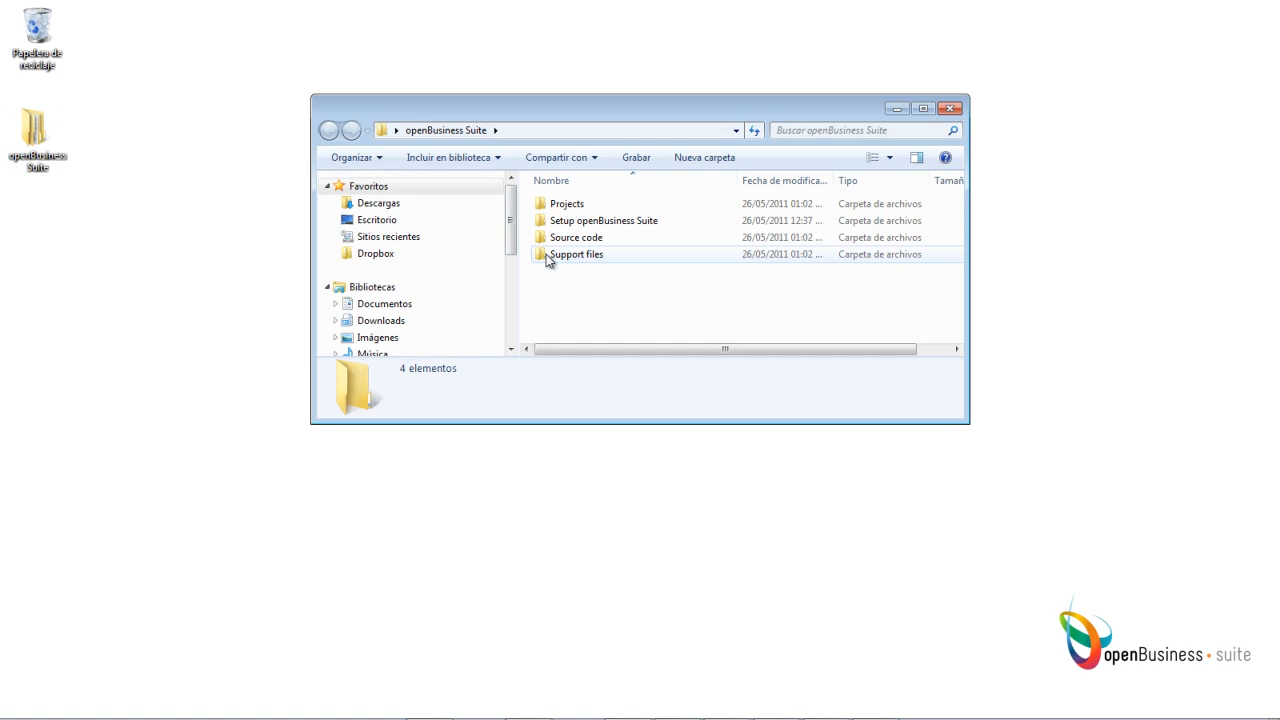 Papelera de
reciclaje
openBusiness
Suite
openBusiness Suite
Buscar openBusiness Suite
Organizar Incluir en biblioteca Compartir con Grabar Nueva carpeta
Favoritos
Descargas
Escritorio
Sitios recientes
Dropbox
Bibliotecas
Documentos
Downloads
Imágenes
Música
Nombre Fecha de modifica... Tipo Tamañ
Projects 26/05/2011 01:02 ... Carpeta de archivos
Setup openBusiness Suite 26/05/2011 12:37 ... Carpeta de archivos
Source code 26/05/2011 01:02 ... Carpeta de archivos
Support files 26/05/2011 01:02 ... Carpeta de archivos
4 elementos
openBusiness • suite